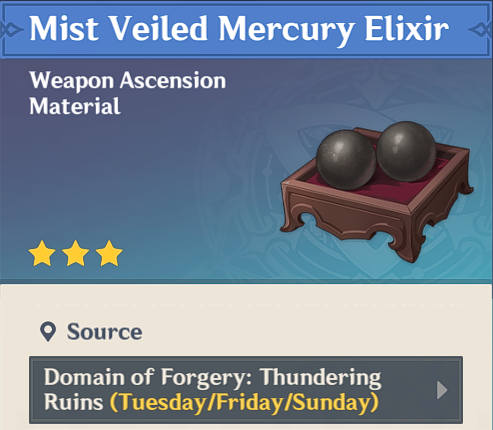 Mist Veiled Mercury Elixir
Weapon Ascension
Material
Source
Domain of Forgery: Thundering
Ruins (Tuesday/Friday/Sunday)